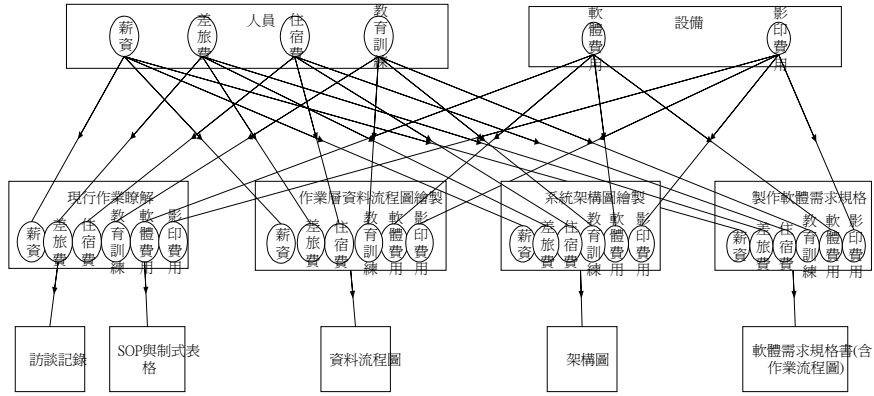 人員
設備
薪資
差旅費
住宿費
教育訓練
軟體費用
影印費用
現行作業瞭解
作業層資料流程圖繪製
系統架構圖繪製
製作軟體需求規格
薪資
差旅費
住宿費
教育訓練
軟體費用
影印費用
薪資
差旅費
住宿費
教育訓練
軟體費用
影印費用
薪資
差旅費
住宿費
教育訓練
軟體費用
影印費用
薪資
差旅費
住宿費
教育訓練
軟體費用
影印費用
訪談記錄
SOP與制式表
格
資料流程圖
架構圖
軟體需求規格書(含
作業流程圖)